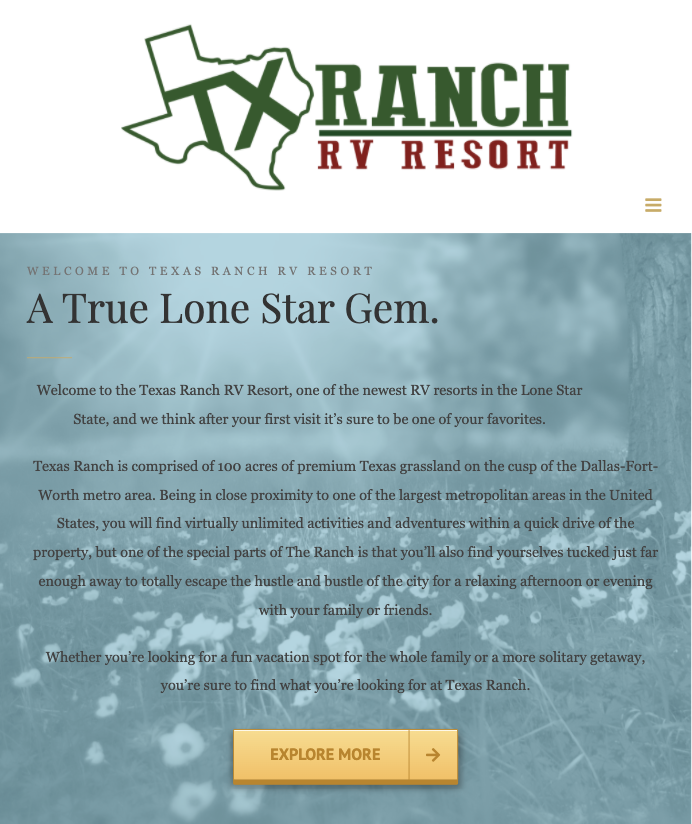 TX RANCH
RV RESORT
WELCOME TO TEXAS RANCH RV RESORT
A True Lone Star Gem.
Welcome to the Texas Ranch RV Resort, one of the newest RV resorts in the Lone Star
State, and we think after your first visit it’s sure to be one of your favorites.
Texas Ranch is comprised of 100 acres of premium Texas grassland on the cusp of the Dallas-Fort-
Worth metro area. Being in close proximity to one of the largest metropolitan areas in the United
States, you will find virtually unlimited activities and adventures within a quick drive of the
property, but one of the special parts of The Ranch is that you’ll also find yourselves tucked just far
enough away to totally escape the hustle and bustle of the city for a relaxing afternoon or evening
with your family or friends.
Whether you’re looking for a fun vacation spot for the whole family or a more solitary getaway,
you’re sure to find what you’re looking for at Texas Ranch.
EXPLORE MORE